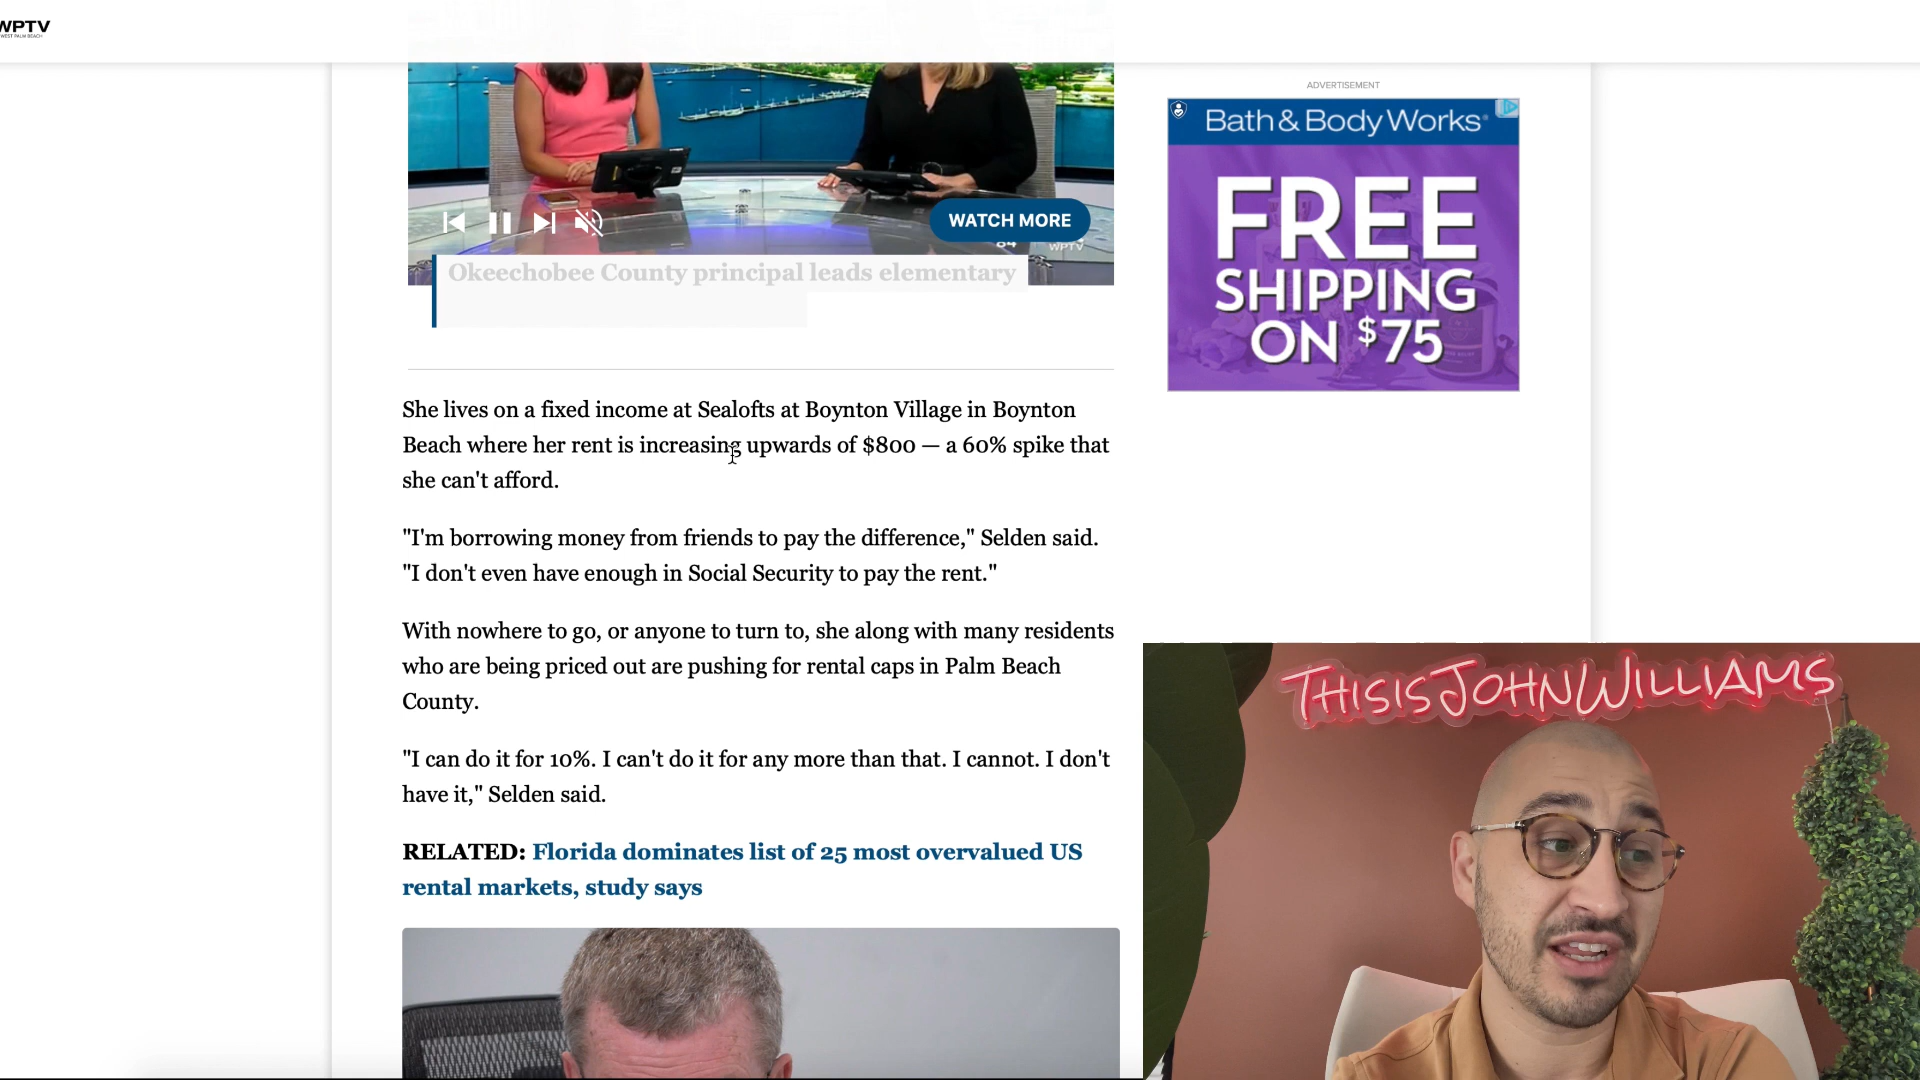 WPTV
WEST PALM BEACH
ADVERTISEMENT
Bath & Body Works
FREE
SHIPPING
ON $75
WATCH MORE
WPTV
Okeechobee County principal leads elementary
She lives on a fixed income at Sealofts at Boynton Village in Boynton
Beach where her rent is increasing upwards of $800 — a 60% spike that
she can't afford.
"I'm borrowing money from friends to pay the difference," Selden said.
"I don't even have enough in Social Security to pay the rent."
With nowhere to go, or anyone to turn to, she along with many residents
who are being priced out are pushing for rental caps in Palm Beach
County.
"I can do it for 10%. I can't do it for any more than that. I cannot. I don't
have it," Selden said.
RELATED: Florida dominates list of 25 most overvalued US
rental markets, study says
THISISJOHNWILLIAMS